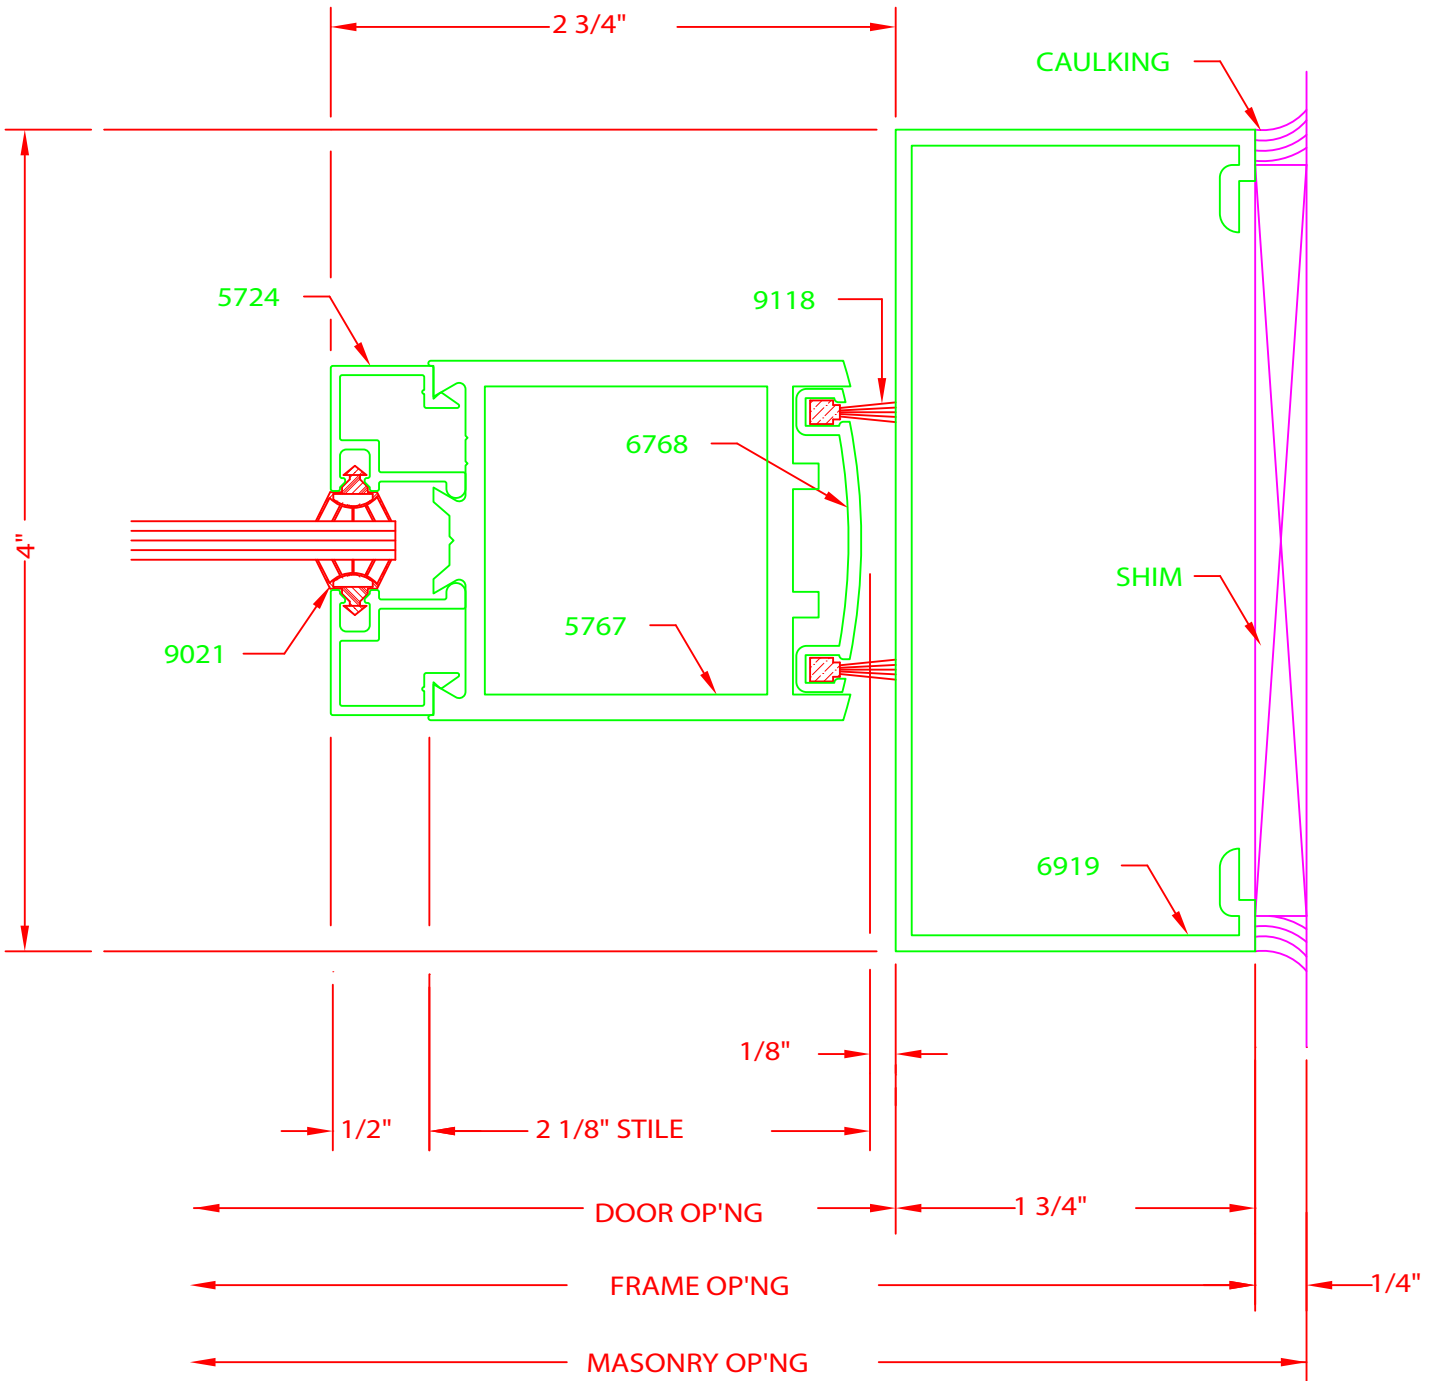 2 3/4"
CAULKING
5724
9118
6768
4"
SHIM
5767
9021
6919
1/8"
1/2"
2 1/8" STILE
DOOR OP'NG
1 3/4"
FRAME OP'NG
1/4"
MASONRY OP'NG